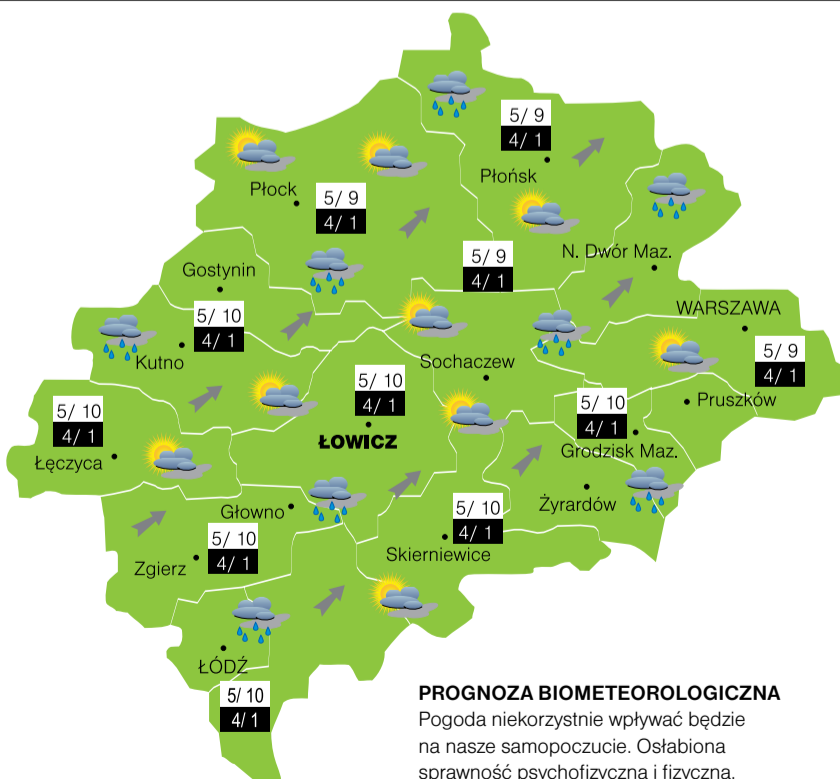 5/ 9
4/ 1
Płońsk
Płock
5/ 9
4/ 1
N. Dwór Maz.
5/ 9
4/ 1
Gostynin
5/ 10
4/ 1
Kutno
WARSZAWA
5/ 9
4/ 1
Sochaczew
5/ 10
4/ 1
ŁOWICZ
5/ 10
4/ 1
Łęczyca
5/ 10
4/ 1
Grodzisk Maz.
Pruszków
Żyrardów
Głowno
5/ 10
4/ 1
Skierniewice
5/ 10
4/ 1
Zgierz
ŁÓDŹ
5/ 10
4/ 1
PROGNOZA BIOMETEOROLOGICZNA
Pogoda niekorzystnie wpływać będzie
na nasze samopoczucie. Osłabiona
sprawność psychofizyczna i fizyczna.